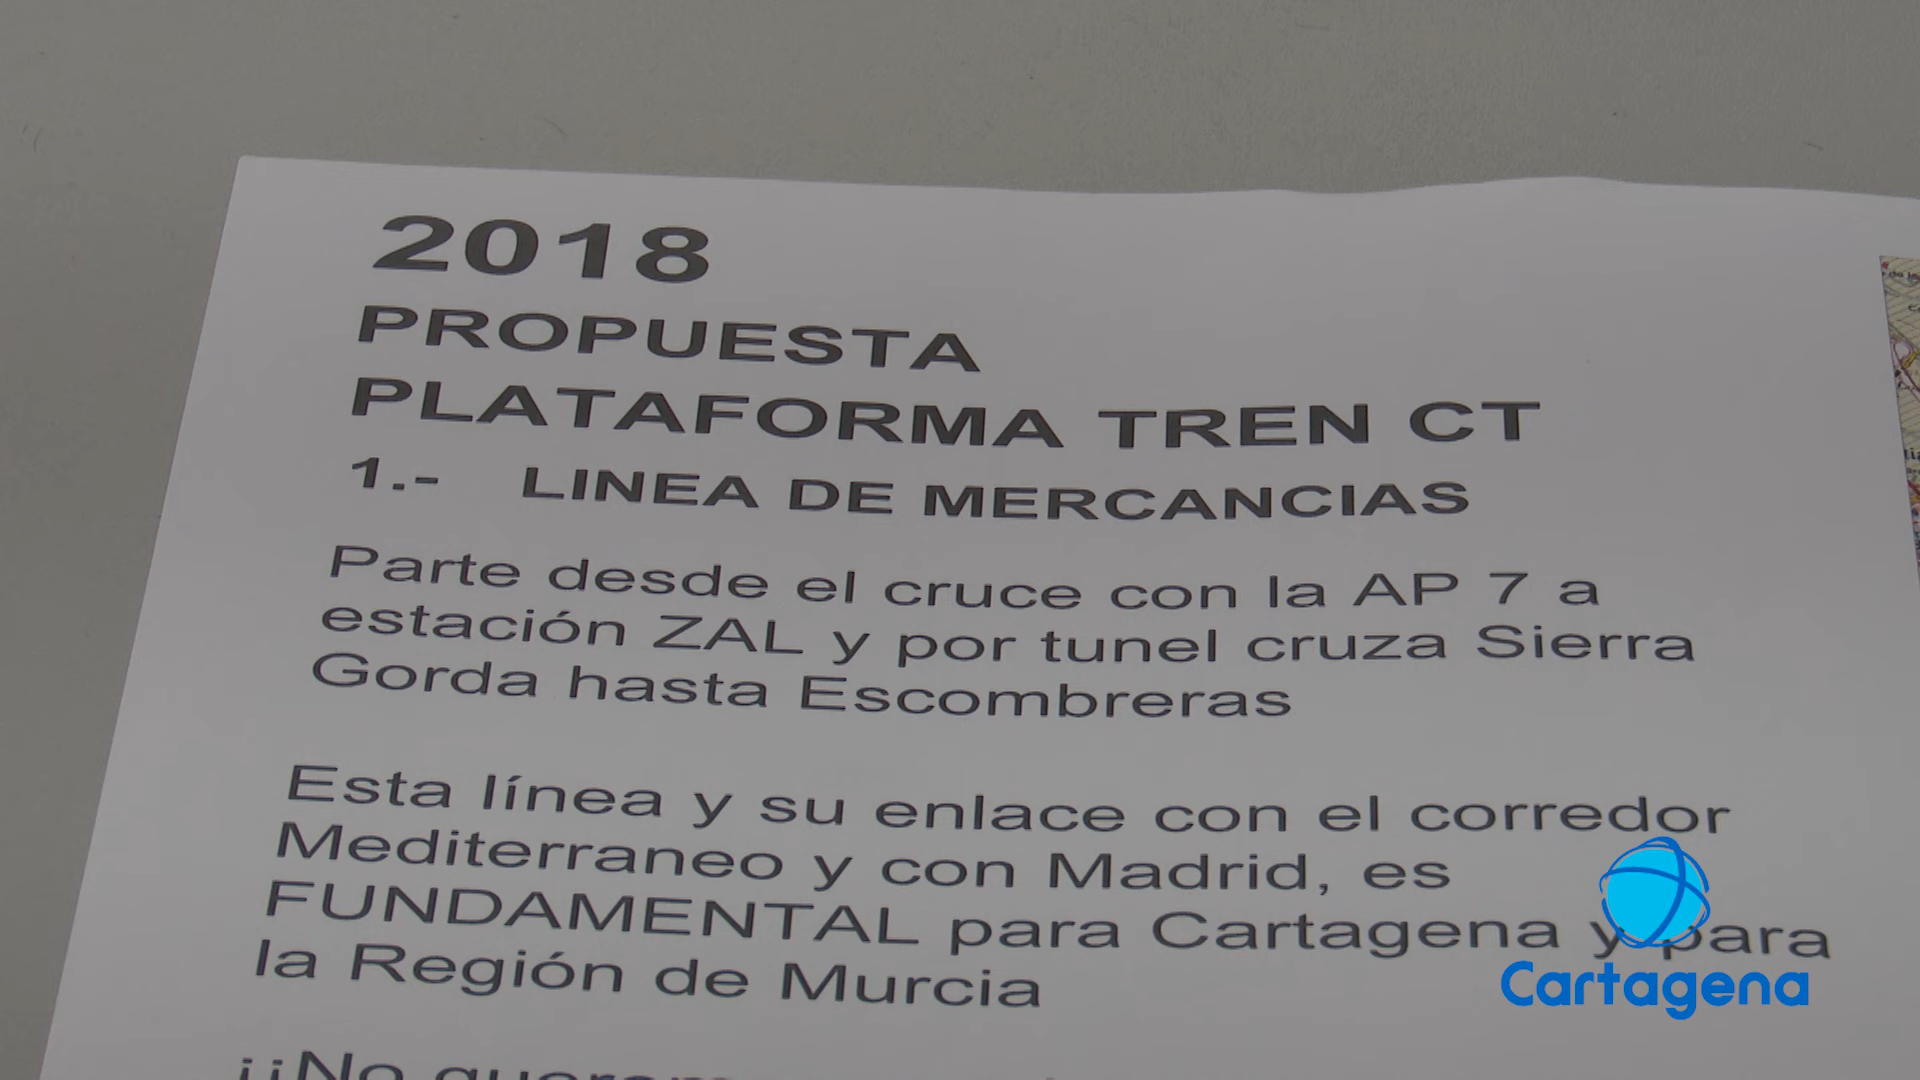 2018
PROPUESTA
PLATAFORMA TREN CT
1.- LINEA DE MERCANCIAS
Parte desde el cruce con la AP 7 a
estación ZAL y por tunel cruza Sierra
Gorda hasta Escombreras
Esta línea y su enlace con el corredor
Mediterraneo y con Madrid, es
FUNDAMENTAL para Cartagena y para
la Región de Murcia
¡¡No
Cartagena